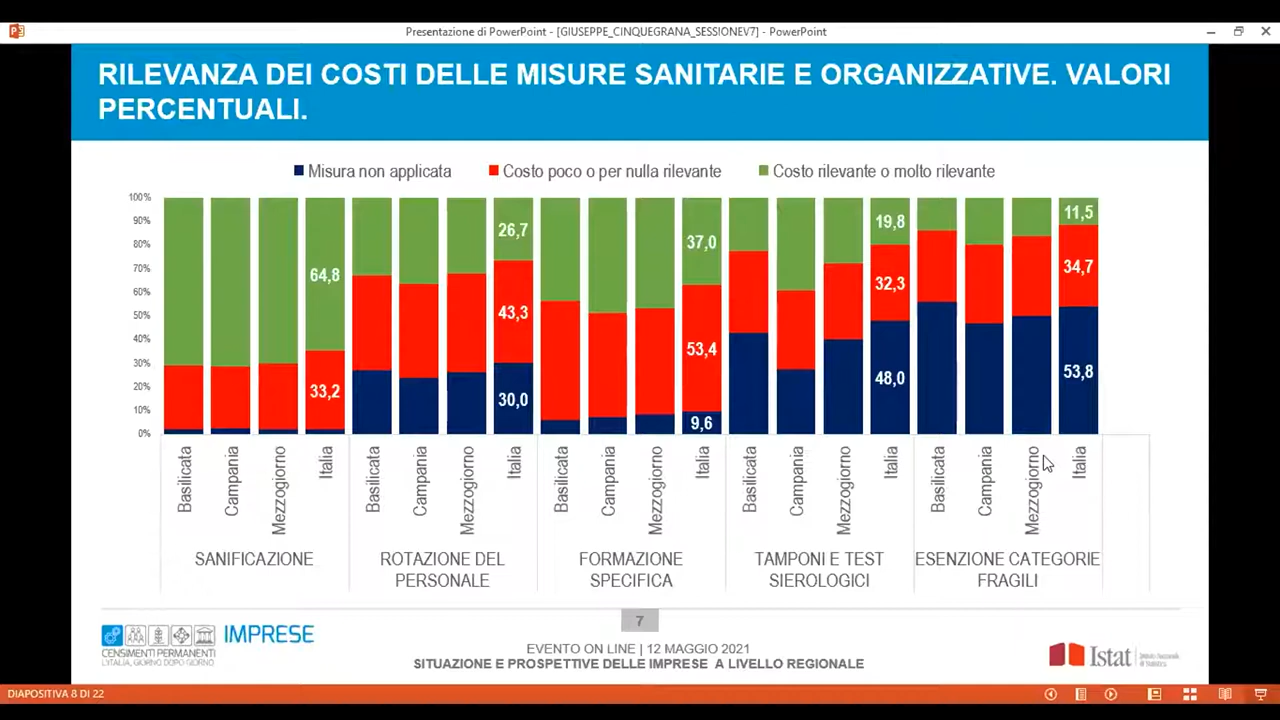 Presentazione di PowerPoint - [GIUSEPPE_CINQUEGRANA_SESSIONEV7] - PowerPoint
RILEVANZA DEI COSTI DELLE MISURE SANITARIE E ORGANIZZATIVE. VALORI
PERCENTUALI.
Misura non applicata Costo poco o per nulla rilevante Costo rilevante o molto rilevante
100%
90%
80%
70%
60%
50%
40%
30%
20%
10%
0%
64,8
33,2
26,7
43,3
30,0
37,0
53,4
9,6
19,8
32,3
48,0
11,5
34,7
53,8
Basilicata
Campania
Mezzogiorno
Italia
Basilicata
Campania
Mezzogiorno
Italia
Basilicata
Campania
Mezzogiorno
Italia
Basilicata
Campania
Mezzogiorno
Italia
Basilicata
Campania
Mezzogiorno
Italia
SANIFICAZIONE
ROTAZIONE DEL
PERSONALE
FORMAZIONE
SPECIFICA
TAMPONI E TEST
SIEROLOGICI
ESENZIONE CATEGORIE
FRAGILI
7
IMPRESE
CENSIMENTI PERMANENTI
L'ITALIA, GIORNO DOPO GIORNO
EVENTO ON LINE | 12 MAGGIO 2021
SITUAZIONE E PROSPETTIVE DELLE IMPRESE A LIVELLO REGIONALE
Istat
DIAPOSITIVA 8 DI 22